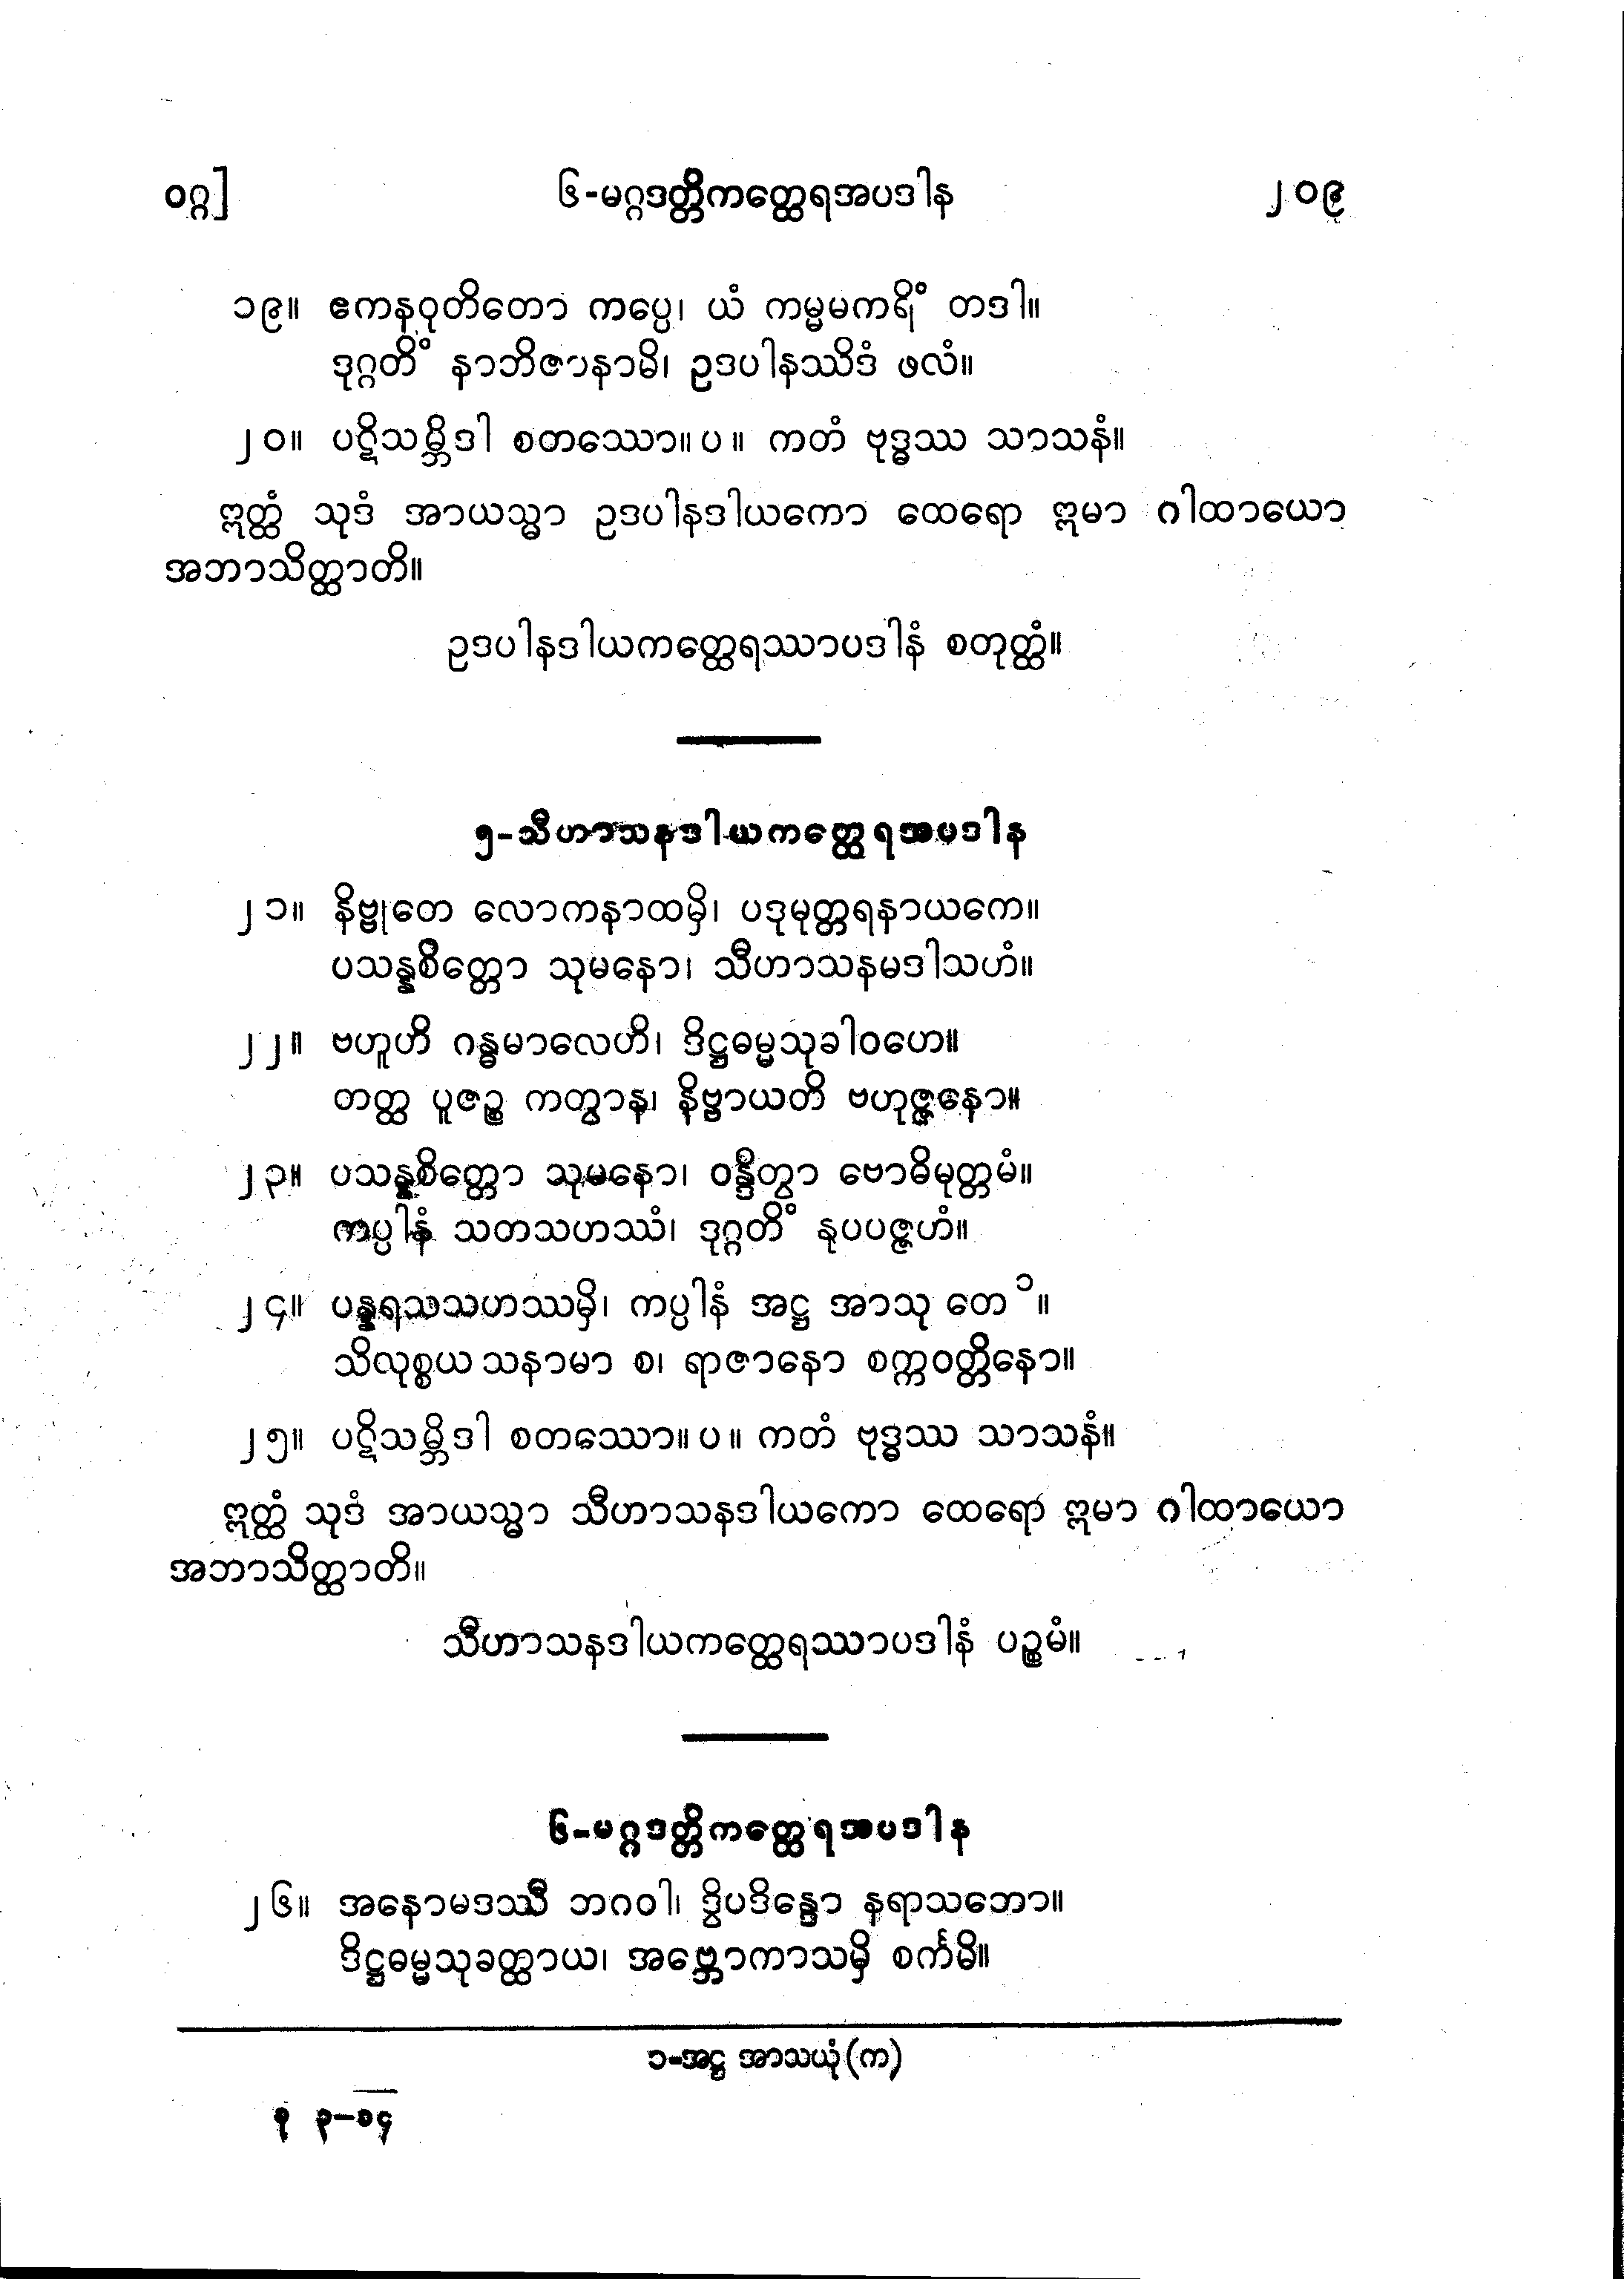 ဝဂ္ဂ] ၆-မဂ္ဂဒတ္တိကတ္ထေရအပဒါန ၂၀၉
၁၉။ ဧကနဝုတိတော ကပ္ပေ၊ ယံ ကမ္မမကရိံ တဒါ။
ဒုဂ္ဂတိံ နာဘိဇာနာမိ၊ ဥဒပါနဿိဒံ ဖလံ။
၂၀။ ပဋိသမ္ဘိဒါ စတဿော။ပ။ ကတံ ဗုဒ္ဓဿ သာသနံ။
ဣတ္ထံ သုဒံ အာယသ္မာ ဥဒပါနဒါယကော ထေရော ဣမာ ဂါထာယော
အဘာသိတ္ထာတိ။
ဥဒပါနဒါယကတ္ထေရဿာပဒါနံ စတုတ္ထံ။
၅-သီဟာသနဒါယကတ္ထေရအပဒါန
၂၁။ နိဗ္ဗုတေ လောကနာထမှိ၊ ပဒုမုတ္တရနာယကေ။
ပသန္နစိတ္တော သုမနော၊ သီဟာသနမဒါသဟံ။
၂၂။ ဗဟူဟိ ဂန္ဓမာလေဟိ၊ ဒိဋ္ဌဓမ္မသုခါဝဟေ။
တတ္ထ ပူဇဉ္စ ကတွာန၊ နိဗ္ဗာယတိ ဗဟုဇ္ဇနော။
၂၃။ ပသန္နစိတ္တော သုမနော၊ ဝန္ဒိတွာ ဗောဓိမုတ္တမံ။
ကပ္ပါနံ သတသဟဿံ၊ ဒုဂ္ဂတိံ နုပပဇ္ဇဟံ။
၂၄။ ပန္နရသသဟဿမှိ၊ ကပ္ပါနံ အဋ္ဌ အာသု တေ ၁။
သိလုစ္စယ သနာမာ စ၊ ရာဇာနော စက္ကဝတ္တိနော။
၂၅။ ပဋိသမ္ဘိဒါ စတဿော။ပ။ ကတံ ဗုဒ္ဓဿ သာသနံ။
ဣတ္ထံ သုဒံ အာယသ္မာ သီဟာသနဒါယကော ထေရော ဣမာ ဂါထာယော
အဘာသိတ္ထာတိ။
သီဟာသနဒါယကတ္ထေရဿာပဒါနံ ပဉ္စမံ။
၆-မဂ္ဂဒတ္တိကတ္ထေရအပဒါန
၂၆။ အနောမဒဿီ ဘဂဝါ၊ ဒွိပဒိန္ဒော နရာသဘော။
ဒိဋ္ဌဓမ္မသုခတ္ထာယ၊ အဗ္ဘောကာသမှိ စင်္ကမိ။
၁-အဋ္ဌ အာသယုံ (က)
ခု ၃-၁၄